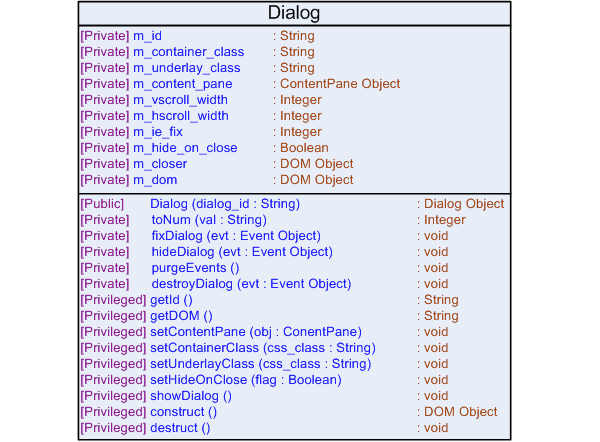 Dialog
[Private] m_id : String
[Private] m_container_class : String
[Private] m_underlay_class : String
[Private] m_content_pane : ContentPane Object
[Private] m_vscroll_width : Integer
[Private] m_hscroll_width : Integer
[Private] m_ie_fix : Integer
[Private] m_hide_on_close : Boolean
[Private] m_closer : DOM Object
[Private] m_dom : DOM Object
[Public] Dialog (dialog_id : String) : Dialog Object
[Private] toNum (val : String) : Integer
[Private] fixDialog (evt : Event Object) : void
[Private] hideDialog (evt : Event Object) : void
[Private] purgeEvents () : void
[Private] destroyDialog (evt : Event Object) : void
[Privileged] getId () : String
[Privileged] getDOM () : String
[Privileged] setContentPane (obj : ConentPane) : void
[Privileged] setContainerClass (css_class : String) : void
[Privileged] setUnderlayClass (css_class : String) : void
[Privileged] setHideOnClose (flag : Boolean) : void
[Privileged] showDialog () : void
[Privileged] construct () : DOM Object
[Privileged] destruct () : void